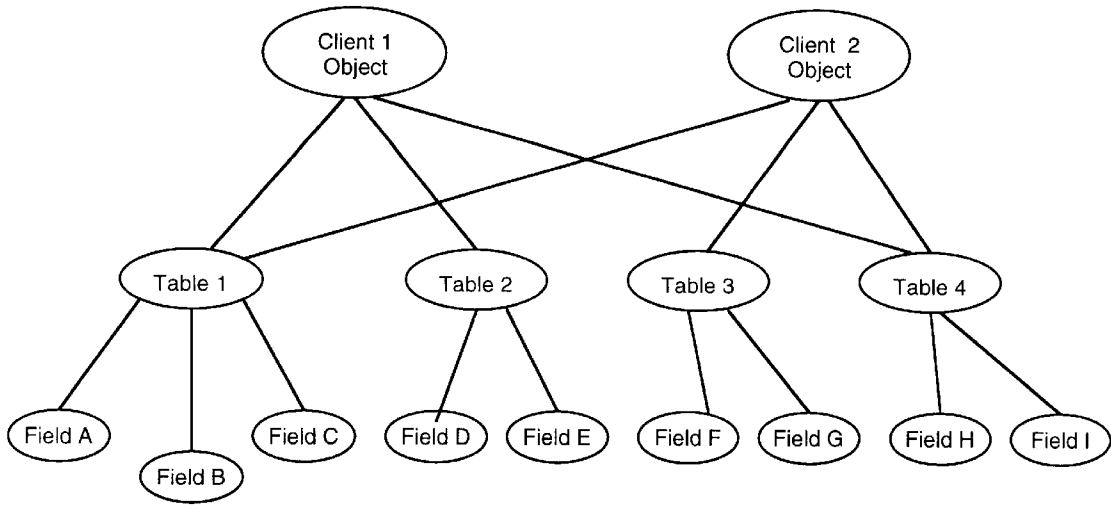 Client 1
Object
Client 2
Object
Table 1
Table 2
Table 3
Table 4
Field A
Field B
Field C
Field D
Field E
Field F
Field G
Field H
Field I